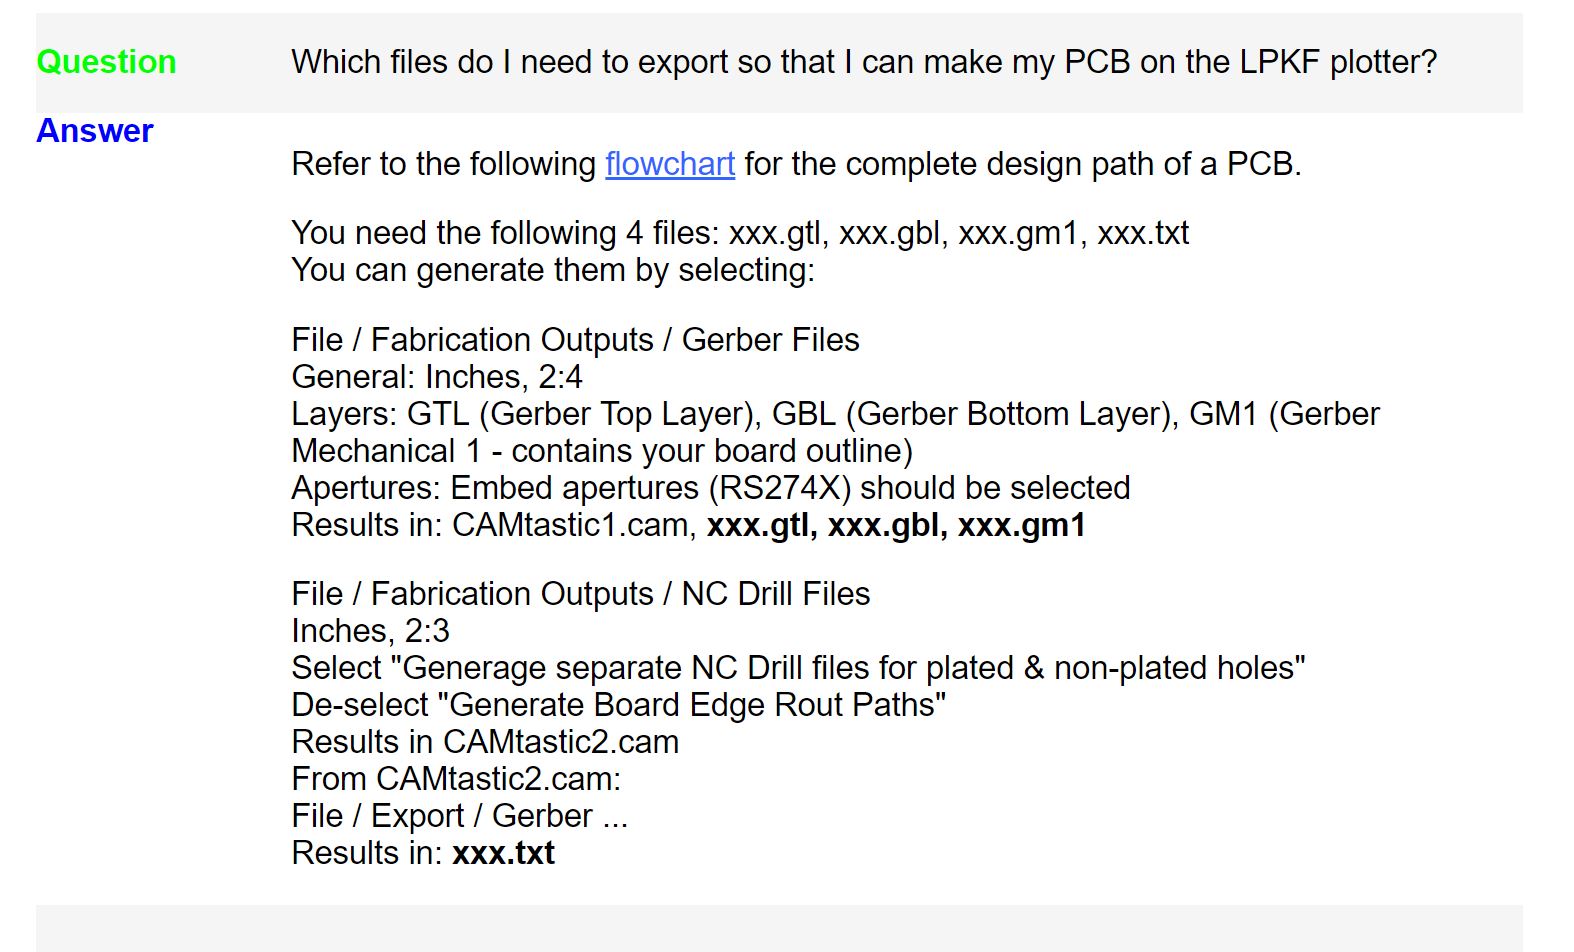 Question Which files do I need to export so that I can make my PCB on the LPKF plotter?
Answer
Refer to the following flowchart for the complete design path of a PCB.
You need the following 4 files: xxx.gtl, xxx.gbl, xxx.gm1, xxx.txt
You can generate them by selecting:
File / Fabrication Outputs / Gerber Files
General: Inches, 2:4
Layers: GTL (Gerber Top Layer), GBL (Gerber Bottom Layer), GM1 (Gerber
Mechanical 1 - contains your board outline)
Apertures: Embed apertures (RS274X) should be selected
Results in: CAMtastic1.cam, xxx.gtl, xxx.gbl, xxx.gm1
File / Fabrication Outputs / NC Drill Files
Inches, 2:3
Select "Generage separate NC Drill files for plated & non-plated holes"
De-select "Generate Board Edge Rout Paths"
Results in CAMtastic2.cam
From CAMtastic2.cam:
File / Export / Gerber ...
Results in: xxx.txt